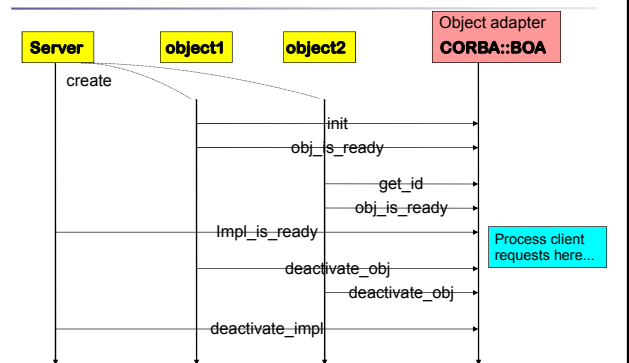 Object adapter
Server
object1
object2
CORBA::BOA
create
init
obj_is_ready
get_id
obj_is_ready
Impl_is_ready
Process client
requests here...
deactivate_obj
deactivate_obj
deactivate_impl